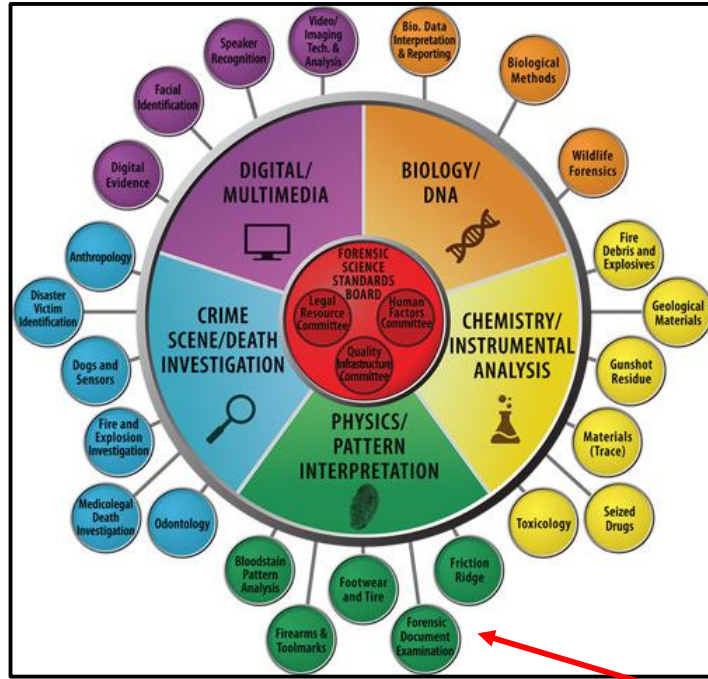 Video/
Imaging
Tech. &
Analysis
Bio. Data
Interpretation
& Reporting
Speaker
Recognition
Biological
Methods
Facial
Identification
Wildlife
Forensics
Digital
Evidence
DIGITAL/
MULTIMEDIA
BIOLOGY/
DNA
Anthropology
Fire
Debris and
Explosives
Disaster
Victim
Identification
Geological
Materials
FORENSIC
SCIENCE
STANDARDS
BOARD
Legal
Resource
Committee
Human
Factors
Committee
Quality
Infrastructure
Committee
CRIME
SCENE/DEATH
INVESTIGATION
CHEMISTRY/
INSTRUMENTAL
ANALYSIS
Dogs and
Sensors
Gunshot
Residue
Fire and
Explosion
Investigation
Materials
(Trace)
PHYSICS/
PATTERN
INTERPRETATION
Medicolegal
Death
Investigation
Odontology
Toxicology
Seized
Drugs
Bloodstain
Pattern
Analysis
Footwear
and Tire
Friction
Ridge
Firearms &
Toolmarks
Forensic
Document
Examination